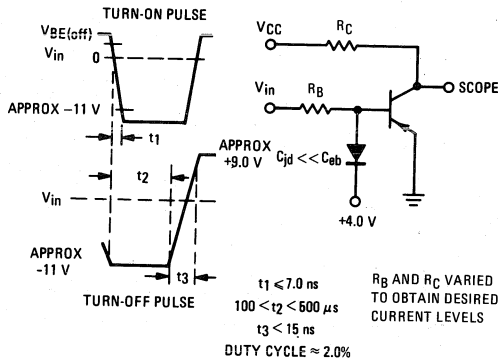 TURN-ON PULSE
VBE(off)
Vin
0
APPROX −11 V
t1
APPROX
+9.0 V
t2
Vin
APPROX
-11 V
t3
TURN-OFF PULSE
VCC
RC
SCOPE
Vin
RB
Cjd << Ceb
+4.0 V
t1 ≤ 7.0 ns
100 < t2 < 500 µs
t3 < 15 ns
DUTY CYCLE ≈ 2.0%
RB AND RC VARIED
TO OBTAIN DESIRED
CURRENT LEVELS